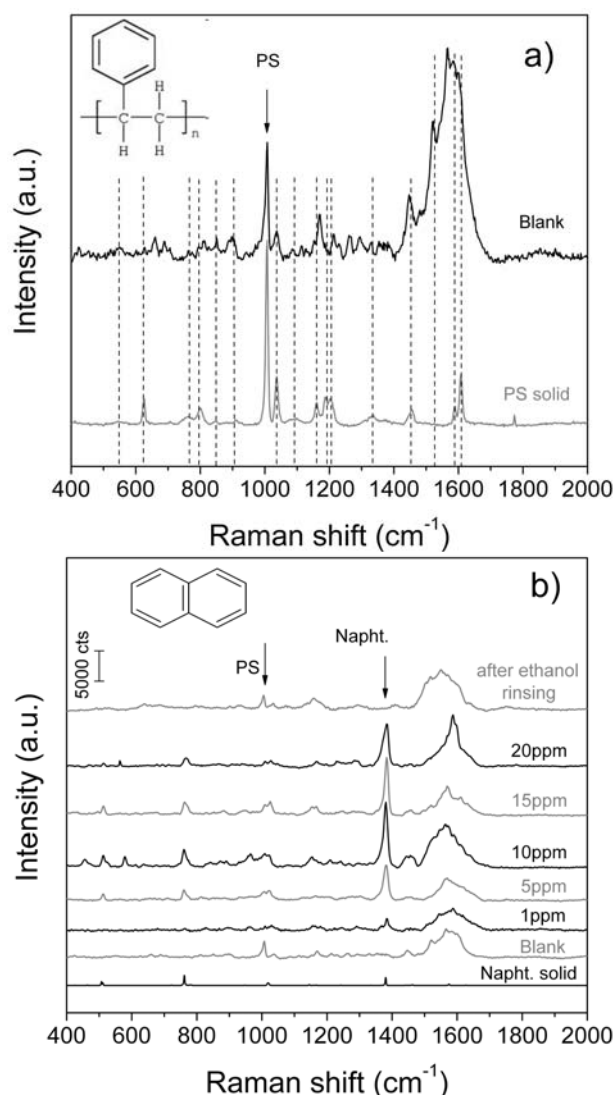 a)
PS
H
C
C
n
H
H
Blank
PS solid
Intensity (a.u.)
400 600 800 1000 1200 1400 1600 1800 2000
Raman shift (cm-1)
b)
5000 cts
PS
Napht.
after ethanol
rinsing
20ppm
15ppm
10ppm
5ppm
1ppm
Blank
Napht. solid
Intensity (a.u.)
400 600 800 1000 1200 1400 1600 1800 2000
Raman shift (cm-1)